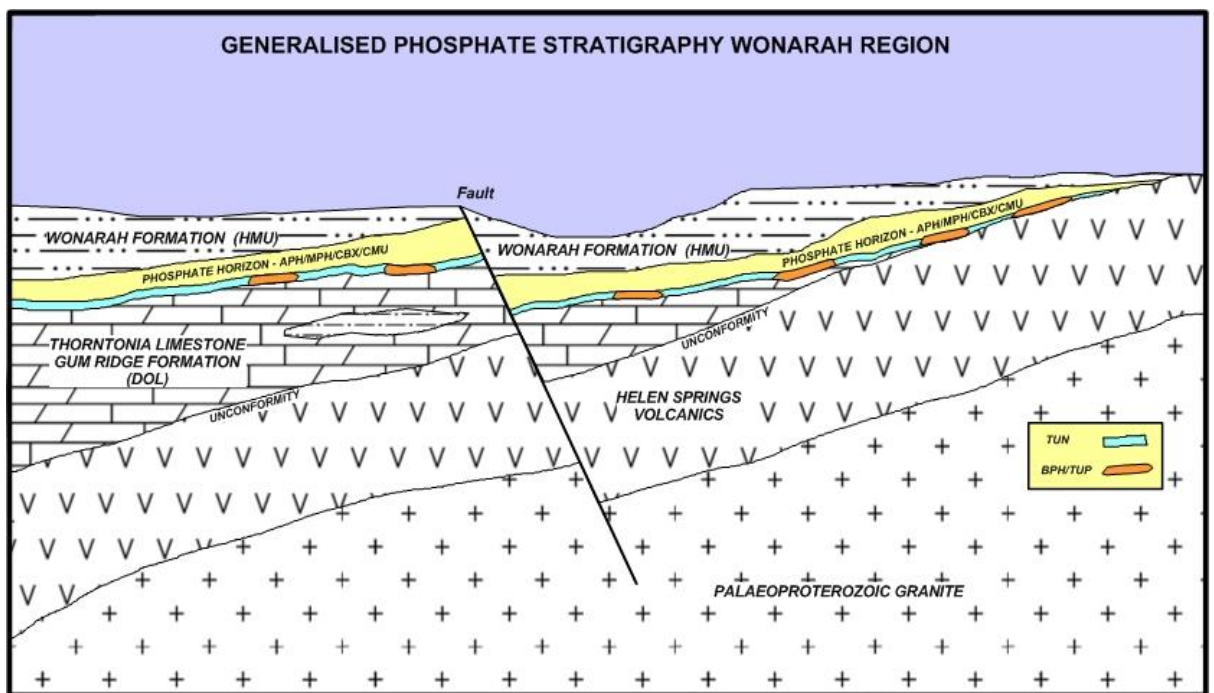 GENERALISED PHOSPHATE STRATIGRAPHY WONARAH REGION
Fault
WONARAH FORMATION (HMU)
WONARAH FORMATION (HMU)
PHOSPHATE HORIZON - APH/MPH/CBX/CMU
PHOSPHATE HORIZON - APH/MPH/CBX/CMU
THORNTONIA LIMESTONE
GUM RIDGE FORMATION
(DOL)
UNCONFORMITY
UNCONFORMITY
HELEN SPRINGS
VOLCANICS
TUN
BPH/TUP
PALAEOPROTEROZOIC GRANITE